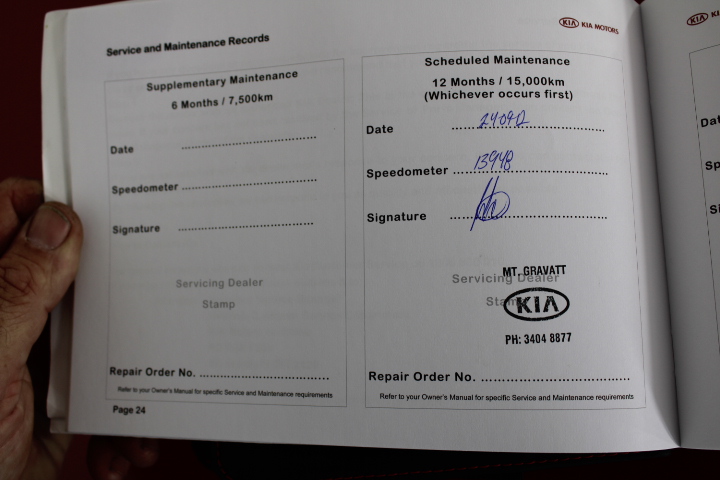 Service and Maintenance Records
KIA KIA MOTORS
Supplementary Maintenance
6 Months / 7,500km
Date
Speedometer
Signature
Servicing Dealer
Stamp
Repair Order No.
Refer to your Owner's Manual for specific Service and Maintenance requirements
Page 24
Scheduled Maintenance
12 Months / 15,000km
(Whichever occurs first)
Date
Speedometer 13948
Signature
Servicing Dealer
Stamp
MT. GRAVATT
KIA
PH: 3404 8877
Repair Order No.
Refer to your Owner's Manual for specific Service and Maintenance requirements
KIA